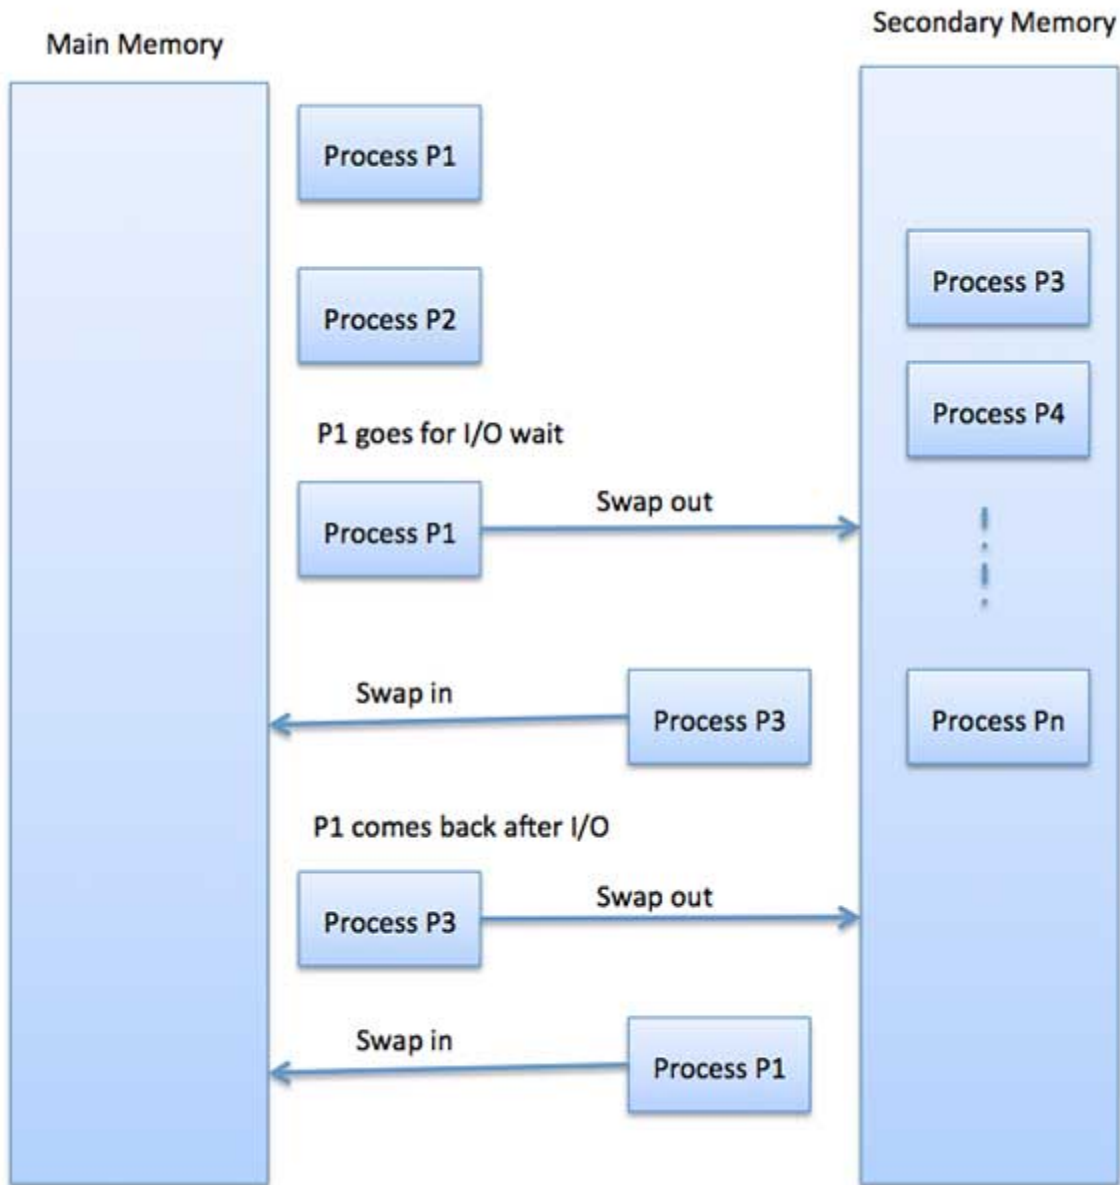 Main Memory
Secondary Memory
Process P1
Process P3
Process P2
Process P4
P1 goes for I/O wait
Swap out
Process P1
Swap in
Process P3
Process Pn
P1 comes back after I/O
Swap out
Process P3
Swap in
Process P1